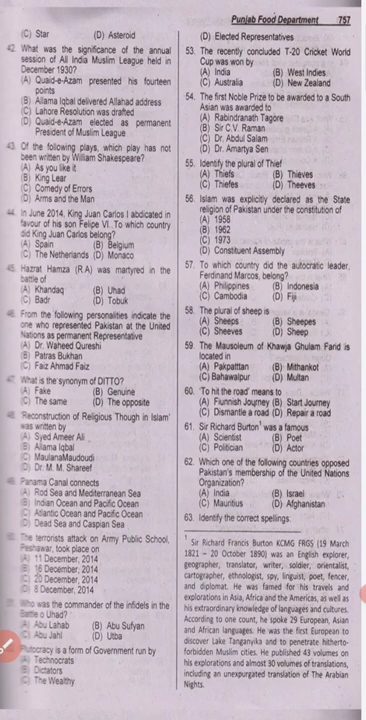 Punjab Food Department 757
(C) Star (D) Asteroid
42. What was the significance of the annual
session of All India Muslim League held in
December 1930?
(A) Quaid-e-Azam presented his fourteen
points
(B) Allama Iqbal delivered Allahad address
(C) Lahore Resolution was drafted
(D) Quaid-e-Azam elected as permanent
President of Muslim League
43. Of the following plays, which play has not
been written by William Shakespeare?
(A) As you like it
(B) King Lear
(C) Comedy of Errors
(D) Arms and the Man
44. In June 2014, King Juan Carlos I abdicated in
favour of his son Felipe VI. To which country
did King Juan Carlos belong?
(A) Spain (B) Belgium
(C) The Netherlands (D) Monaco
45. Hazrat Hamza (R.A) was martyred in the
battle of
(A) Khandaq (B) Uhad
(C) Badr (D) Tobuk
46. From the following personalities indicate the
one who represented Pakistan at the United
Nations as permanent Representative
(A) Dr. Waheed Qureshi
(B) Patras Bukhan
(C) Faiz Ahmad Faiz
47. What is the synonym of DITTO?
(A) Fake (B) Genuine
(C) The same (D) The opposite
48. 'Reconstruction of Religious Though in Islam'
was written by
(A) Syed Ameer Ali
(B) Allama Iqbal
(C) MaulanaMaudoudi
(D) Dr. M. M. Shareef
49. Panama Canal connects
(A) Rod Sea and Mediterranean Sea
(B) Indian Ocean and Pacific Ocean
(C) Atlantic Ocean and Pacific Ocean
(D) Dead Sea and Caspian Sea
50. The terrorists attack on Army Public School,
Peshawar, took place on
(A) 11 December, 2014
(B) 16 December, 2014
(C) 20 December, 2014
(D) 8 December, 2014
51. Who was the commander of the infidels in the
Battle o Uhad?
(A) Abu Lahab (B) Abu Sufyan
(C) Abu Jahl (D) Utba
Plutocracy is a form of Government run by
(A) Technocrats
(B) Dictators
(C) The Wealthy
(D) Elected Representatives
53. The recently concluded T-20 Cricket World
Cup was won by
(A) India (B) West Indies
(C) Australia (D) New Zealand
54. The first Noble Prize to be awarded to a South
Asian was awarded to
(A) Rabindranath Tagore
(B) Sir C.V. Raman
(C) Dr. Abdul Salam
(D) Dr. Amartya Sen
55. Identify the plural of Thief
(A) Thiefs (B) Thieves
(C) Thiefes (D) Theeves
56. Islam was explicitly declared as the State
religion of Pakistan under the constitution of
(A) 1958
(B) 1962
(C) 1973
(D) Constituent Assembly
57. To which country did the autocratic leader,
Ferdinand Marcos, belong?
(A) Philippines (B) Indonesia
(C) Cambodia (D) Fiji
58. The plural of sheep is
(A) Sheeps (B) Sheepes
(C) Sheeves (D) Sheep
59. The Mausoleum of Khawja Ghulam Farid is
located in
(A) Pakpattan (B) Mithankot
(C) Bahawalpur (D) Multan
60. 'To hit the road' means to
(A) Fiunnish Journey (B) Start Journey
(C) Dismantle a road (D) Repair a road
61. Sir Richard Burton¹ was a famous
(A) Scientist (B) Poet
(C) Politician (D) Actor
62. Which one of the following countries opposed
Pakistan's membership of the United Nations
Organization?
(A) India (B) Israel
(C) Mauritius (D) Afghanistan
63. Identify the correct spellings:
¹ Sir Richard Francis Burton KCMG FRGS (19 March
1821 – 20 October 1890) was an English explorer,
geographer, translator, writer, soldier, orientalist,
cartographer, ethnologist, spy, linguist, poet, fencer,
and diplomat. He was famed for his travels and
explorations in Asia, Africa and the Americas, as well as
his extraordinary knowledge of languages and cultures.
According to one count, he spoke 29 European, Asian
and African languages. He was the first European to
discover Lake Tanganyika and to penetrate hitherto-
forbidden Muslim cities. He published 43 volumes on
his explorations and almost 30 volumes of translations,
including an unexpurgated translation of The Arabian
Nights.